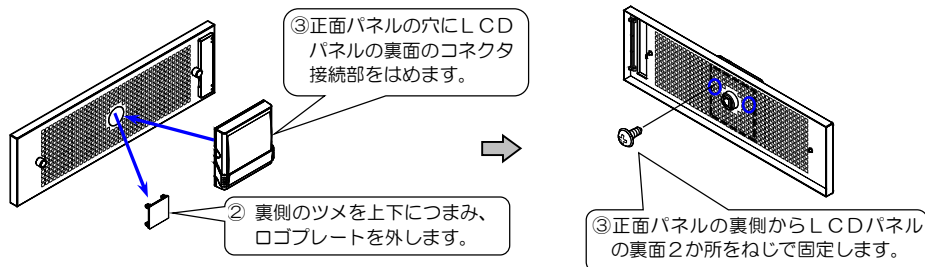 ③正面パネルの穴にＬＣＤ
パネルの裏面のコネクタ
接続部をはめます。
② 裏側のツメを上下につまみ、
ロゴプレートを外します。
③正面パネルの裏側からＬＣＤパネル
の裏面２か所をねじで固定します。